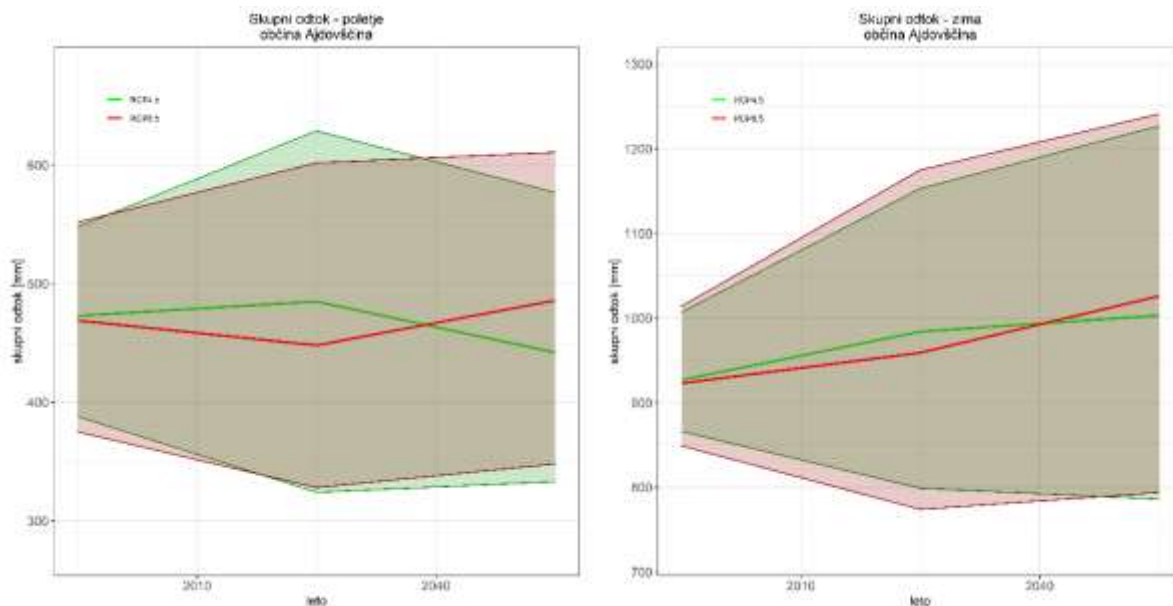 Skupni odtok - poletje
občina Ajdovščina
RCP4.5
RCP8.5
600
500
400
300
skupni odtok [mm]
2010
2040
leto
Skupni odtok - zima
občina Ajdovščina
RCP4.5
RCP8.5
1300
1200
1100
1000
900
800
700
skupni odtok [mm]
2010
2040
leto